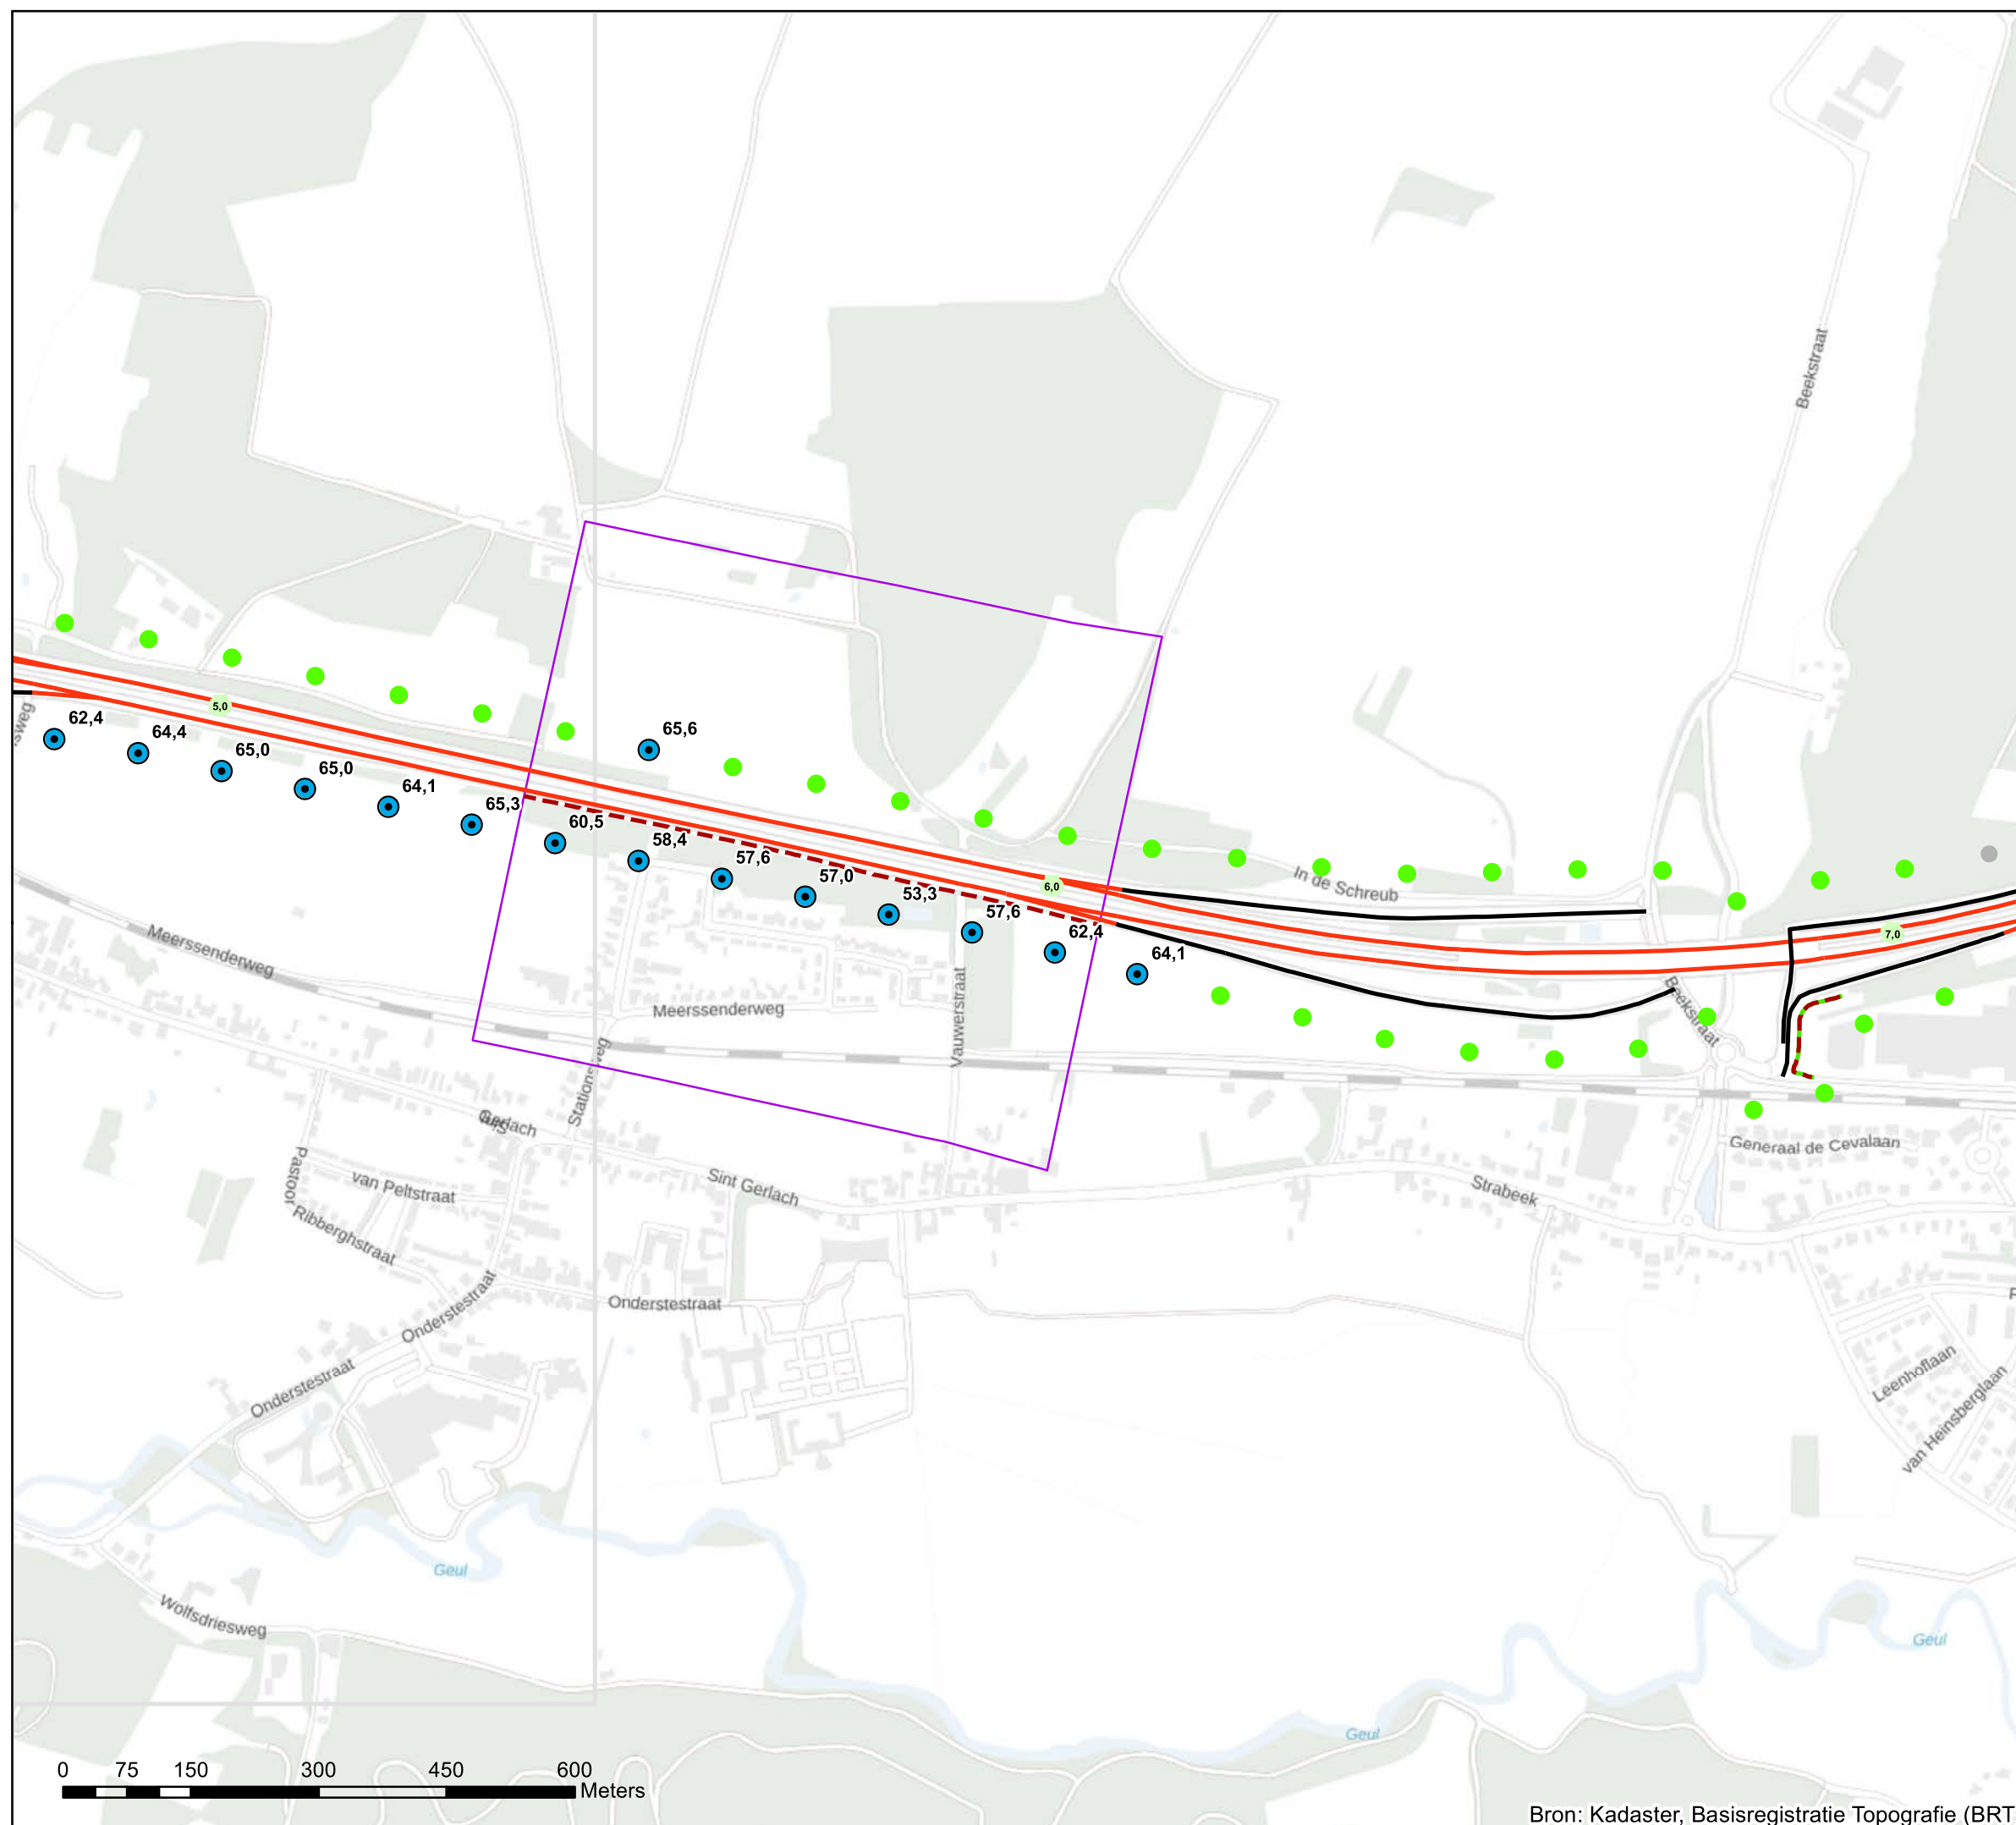 Beekstraat
5,0
65,6
62,4
64,4
65,0
65,0
64,1
65,3
60,5
58,4
57,6
57,0
53,3
57,6
62,4
64,1
6,0
7,0
In de Schreub
sweg
Meerssenderweg
Meerssenderweg
Vauwerstraat
Beekstraat
Stationsweg
Sint
Gerlach
Generaal de Cevalaan
Pastoor
van Peltstraat
Sint Gerlach
Strabeek
Ribberghstraat
Onderstestraat
Onderstestraat
Onderstestraat
Leenhoflaan
van Heinsberglaan
Geul
Wolfsdriesweg
Geul
Geul
0 75 150 300 450 600
Meters
Bron: Kadaster, Basisregistratie Topografie (BRT